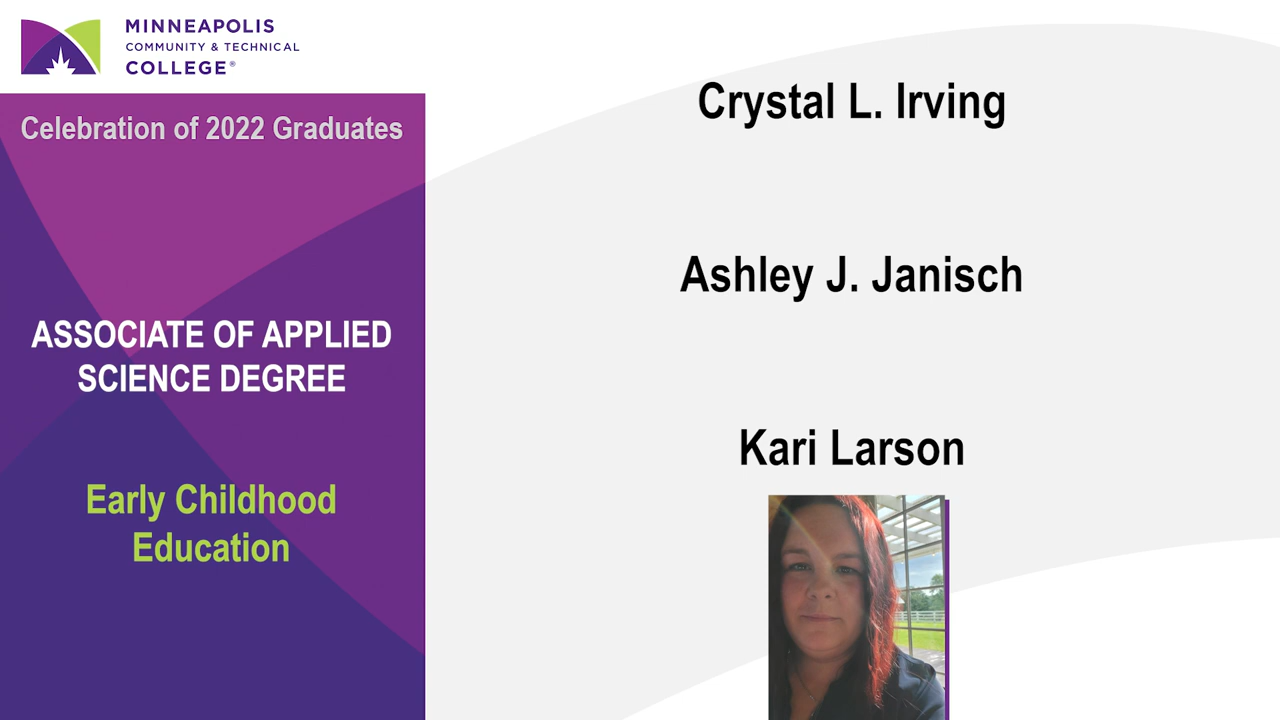 MINNEAPOLIS
COMMUNITY & TECHNICAL
COLLEGE®
Celebration of 2022 Graduates
ASSOCIATE OF APPLIED
SCIENCE DEGREE
Early Childhood
Education
Crystal L. Irving
Ashley J. Janisch
Kari Larson